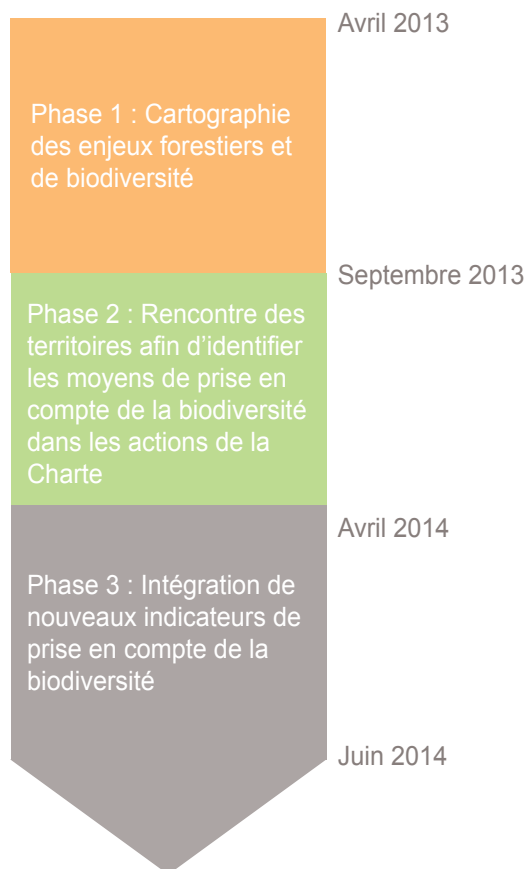 Avril 2013
Phase 1 : Cartographie
des enjeux forestiers et
de biodiversité
Septembre 2013
Phase 2 : Rencontre des
territoires afin d’identifier
les moyens de prise en
compte de la biodiversité
dans les actions de la
Charte
Avril 2014
Phase 3 : Intégration de
nouveaux indicateurs de
prise en compte de la
biodiversité
Juin 2014